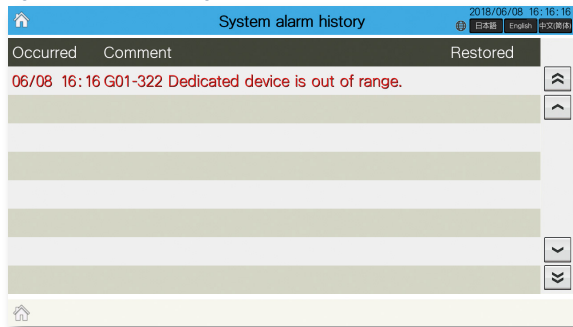 System alarm history
2018/06/08 16:16:16
日本語 English 中文(简体)
Occurred Comment Restored
06/08 16:16 G01-322 Dedicated device is out of range.